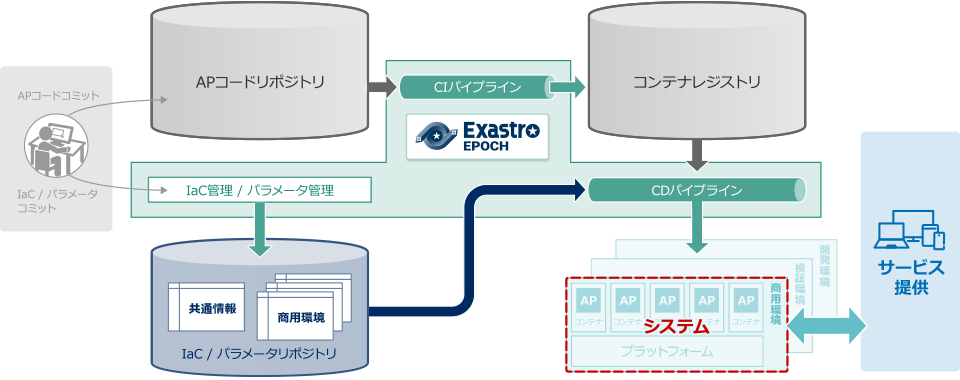 APコードリポジトリ
CIパイプライン
コンテナレジストリ
APコードコミット
IaC / パラメータ
コミット
Exastro
EPOCH
IaC管理 / パラメータ管理
CDパイプライン
共通情報
商用環境
IaC / パラメータリポジトリ
開発環境
検証環境
商用環境
AP
コンテナ
AP
コンテナ
AP
コンテナ
AP
コンテナ
AP
コンテナ
システム
プラットフォーム
サービス
提供